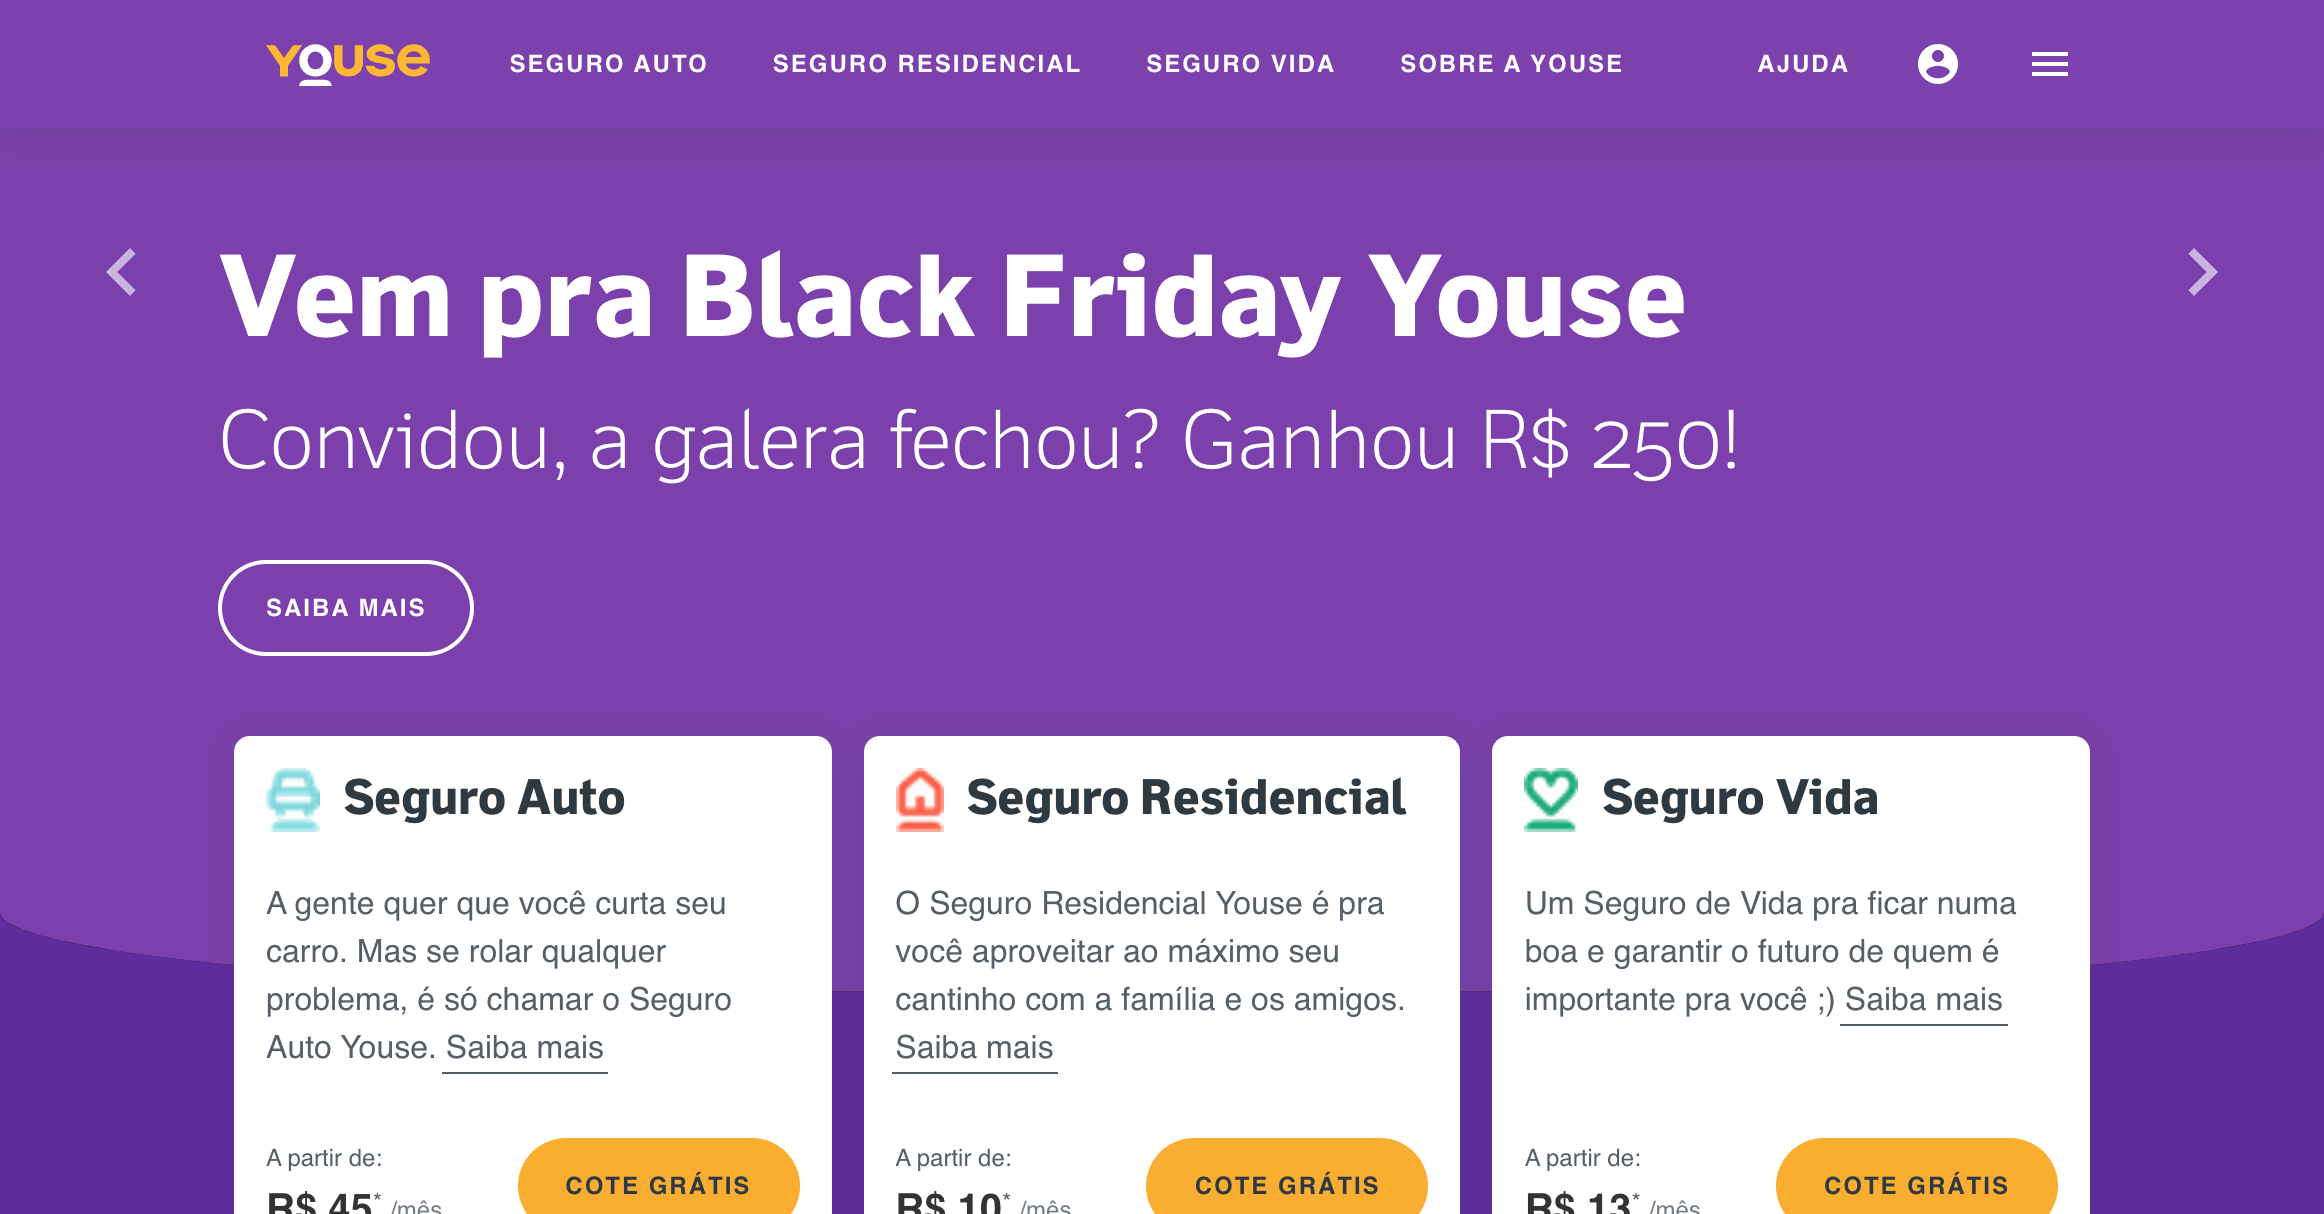 Youse
SEGURO AUTO
SEGURO RESIDENCIAL
SEGURO VIDA
SOBRE A YOUSE
AJUDA
Vem pra Black Friday Youse
Convidou, a galera fechou? Ganhou R$ 250!
SAIBA MAIS
Seguro Auto
A gente quer que você curta seu
carro. Mas se rolar qualquer
problema, é só chamar o Seguro
Auto Youse. Saiba mais
A partir de:
R$ 45* /mês
COTE GRÁTIS
Seguro Residencial
O Seguro Residencial Youse é pra
você aproveitar ao máximo seu
cantinho com a família e os amigos.
Saiba mais
A partir de:
R$ 10* /mês
COTE GRÁTIS
Seguro Vida
Um Seguro de Vida pra ficar numa
boa e garantir o futuro de quem é
importante pra você ;) Saiba mais
A partir de:
R$ 13* /mês
COTE GRÁTIS